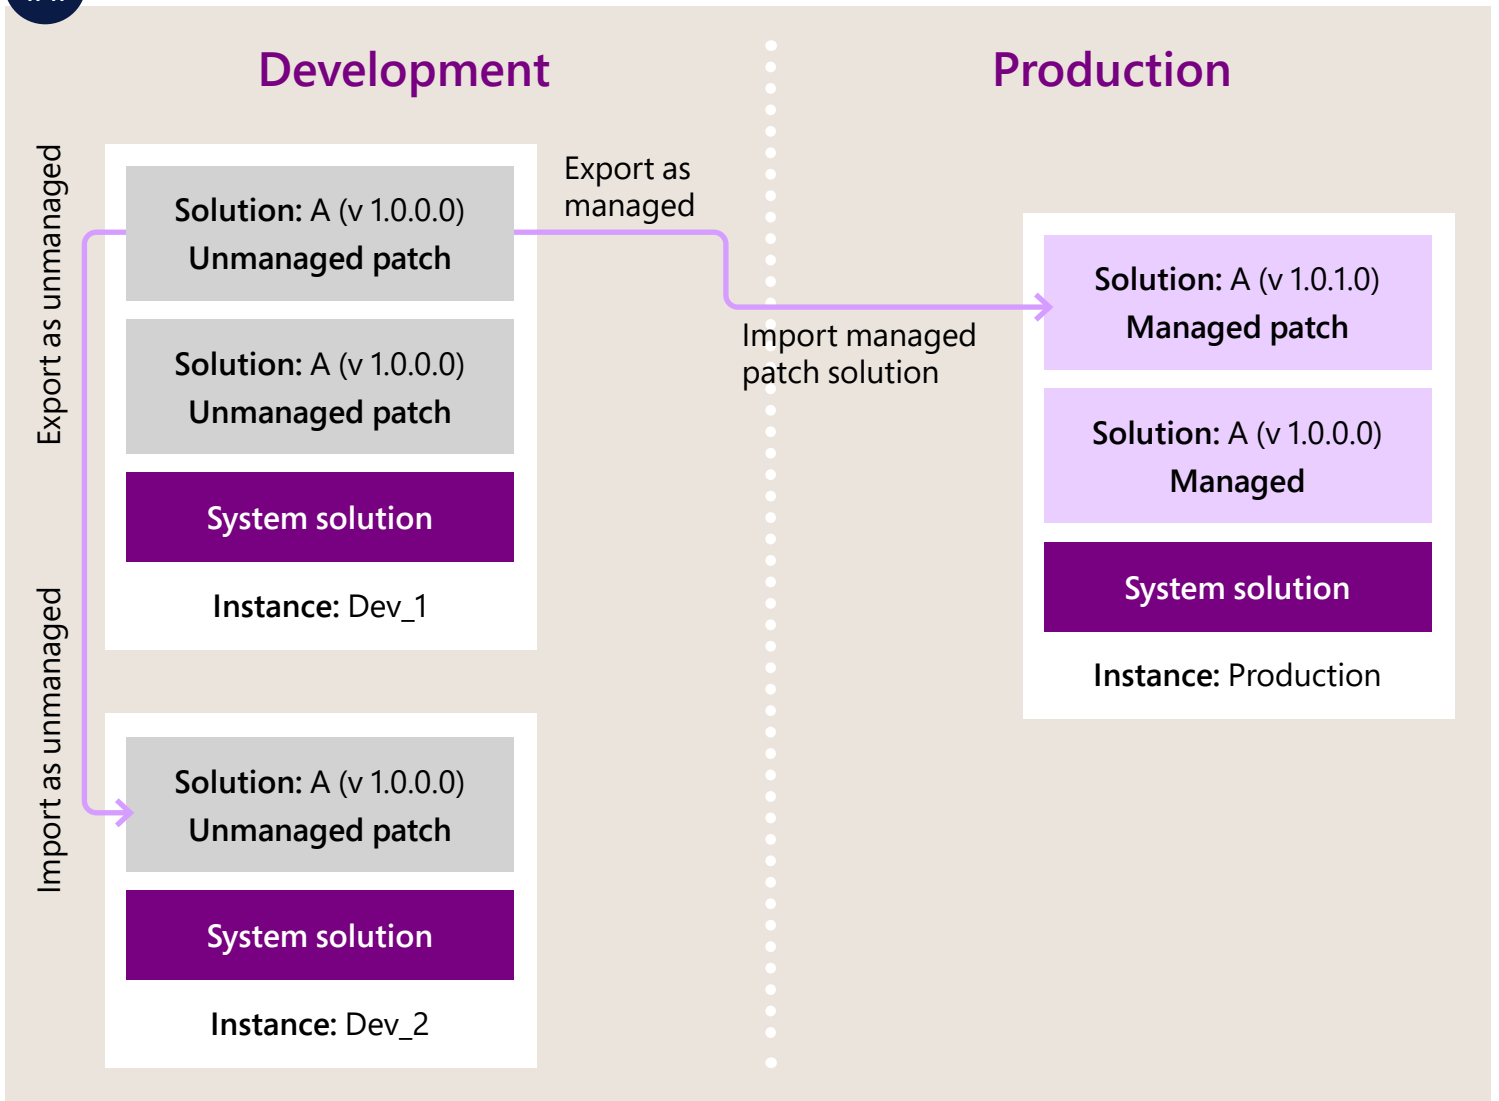 Development
Production
Export as unmanaged
Import as unmanaged
Solution: A (v 1.0.0.0)
Unmanaged patch
Solution: A (v 1.0.0.0)
Unmanaged patch
System solution
Instance: Dev_1
Export as
managed
Import managed
patch solution
Solution: A (v 1.0.1.0)
Managed patch
Solution: A (v 1.0.0.0)
Managed
System solution
Instance: Production
Solution: A (v 1.0.0.0)
Unmanaged patch
System solution
Instance: Dev_2